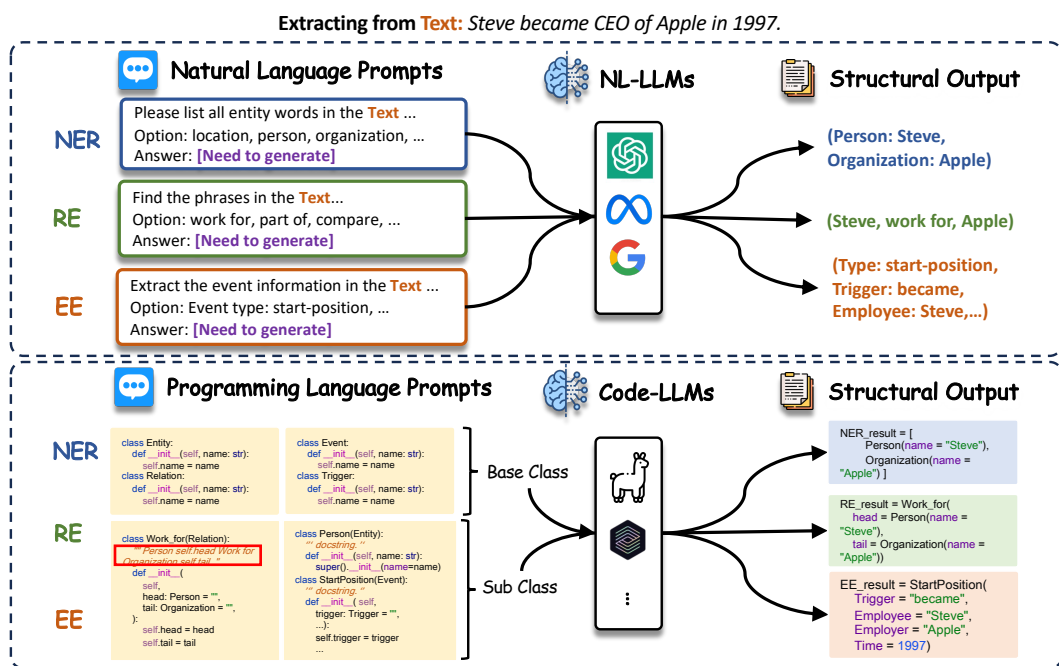 Extracting from Text: Steve became CEO of Apple in 1997.
Natural Language Prompts
NL-LLMs
Structural Output
NER
Please list all entity words in the Text ...
Option: location, person, organization, ...
Answer: [Need to generate]
(Person: Steve,
Organization: Apple)
RE
Find the phrases in the Text...
Option: work for, part of, compare, ...
Answer: [Need to generate]
(Steve, work for, Apple)
EE
Extract the event information in the Text ...
Option: Event type: start-position, ...
Answer: [Need to generate]
(Type: start-position,
Trigger: became,
Employee: Steve,...)
Programming Language Prompts
Code-LLMs
Structural Output
NER
class Entity:
def __init__(self, name: str):
self.name = name
class Relation:
def __init__(self, name: str):
self.name = name
class Event:
def __init__(self, name: str):
self.name = name
class Trigger:
def __init__(self, name: str):
self.name = name
Base Class
NER_result = [
Person(name = "Steve"),
Organization(name =
"Apple") ]
RE
class Work_for(Relation):
''' Person self.head Work for
Organization self.tail. '''
def __init__(
self,
head: Person = "",
tail: Organization = "",
):
self.head = head
self.tail = tail
class Person(Entity):
''' docstring. ''
def __init__(self, name: str):
super().__init__(name=name)
class StartPosition(Event):
''' docstring. ''
def __init__( self,
trigger: Trigger = "",
...):
self.trigger = trigger
...
Sub Class
RE_result = Work_for(
head = Person(name =
"Steve"),
tail = Organization(name =
"Apple"))
EE
EE_result = StartPosition(
Trigger = "became",
Employee = "Steve",
Employer = "Apple",
Time = 1997)